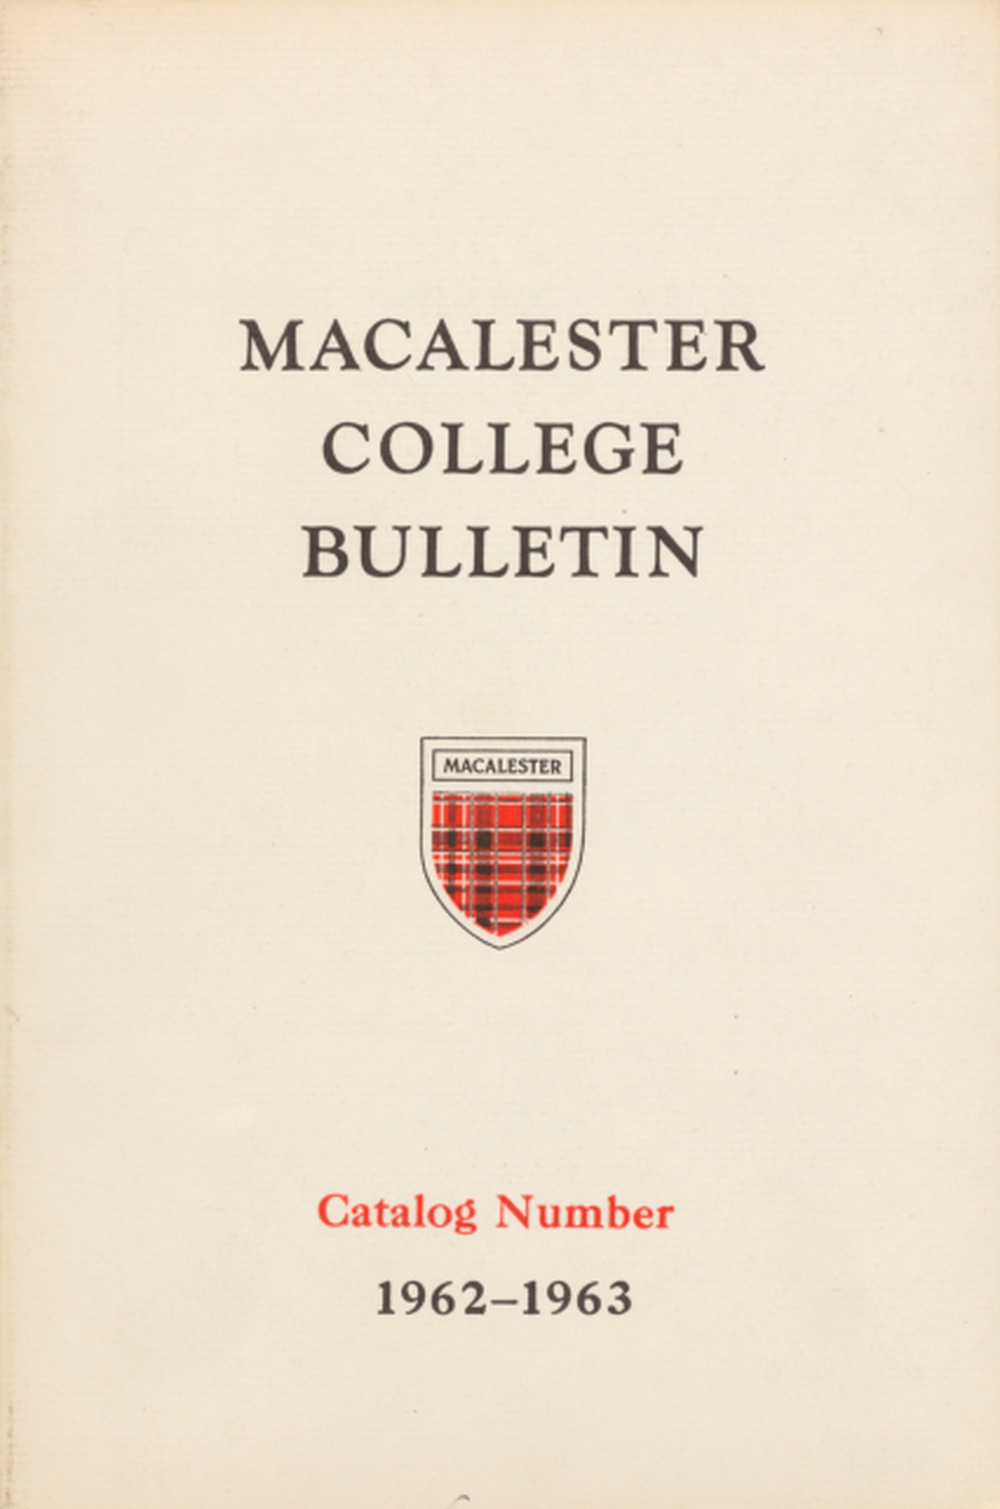 MACALESTER
COLLEGE
BULLETIN
MACALESTER
Catalog Number
1962–1963